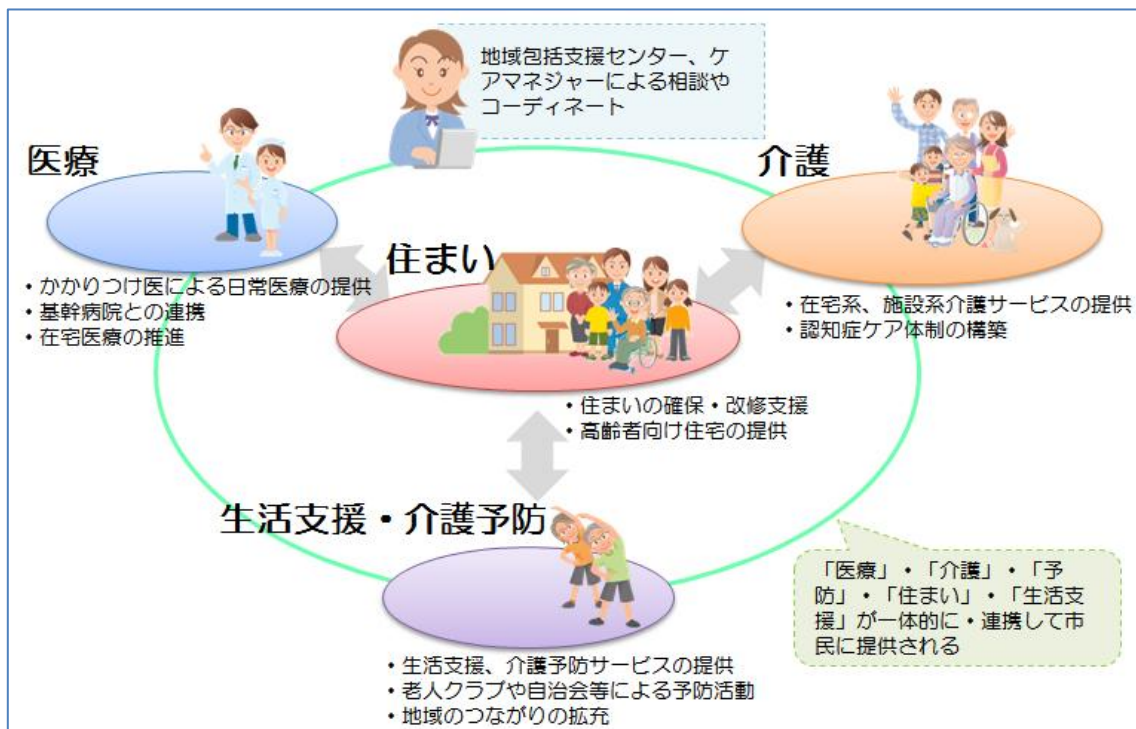 地域包括支援センター、ケ
アマネジャーによる相談や
コーディネート
医療
・かかりつけ医による日常医療の提供
・基幹病院との連携
・在宅医療の推進
介護
・在宅系、施設系介護サービスの提供
・認知症ケア体制の構築
住まい
・住まいの確保・改修支援
・高齢者向け住宅の提供
生活支援・介護予防
・生活支援、介護予防サービスの提供
・老人クラブや自治会等による予防活動
・地域のつながりの拡充
「医療」・「介護」・「予
防」・「住まい」・「生活支
援」が一体的に・連携して市
民に提供される